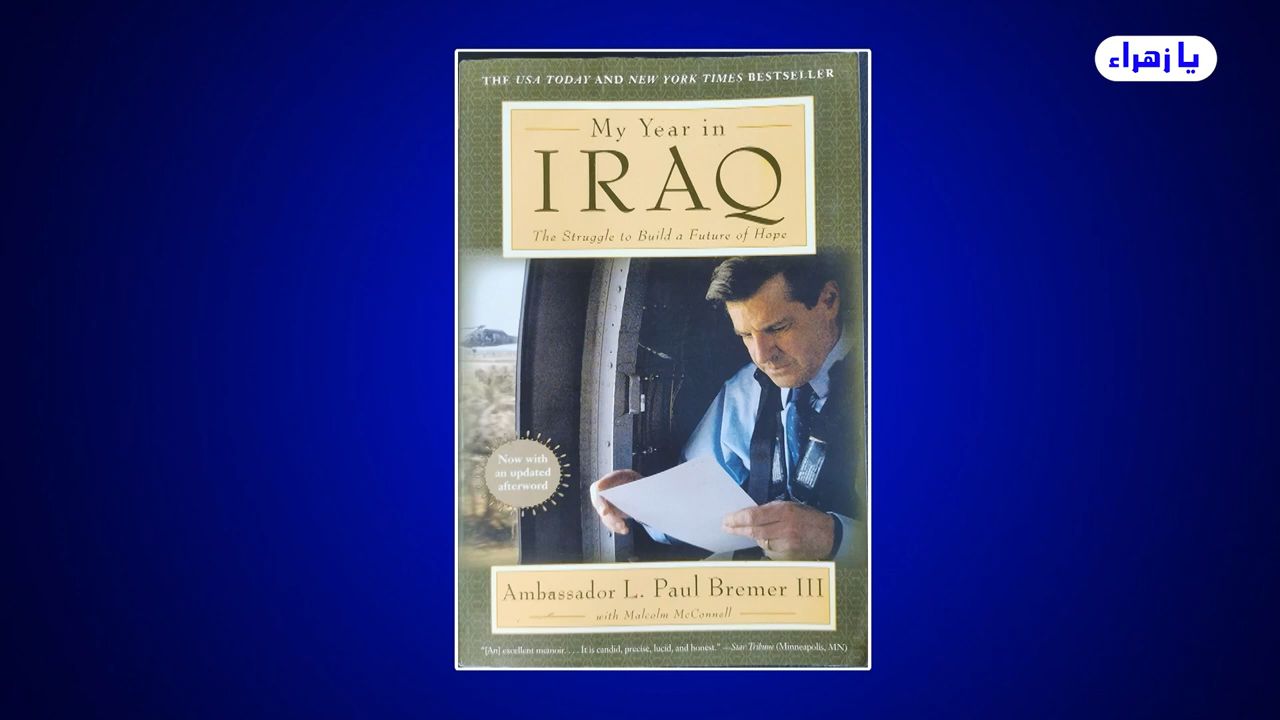 يا زهراء
THE USA TODAY AND NEW YORK TIMES BESTSELLER
My Year in
IRAQ
The Struggle to Build a Future of Hope
Now with
an updated
afterword
Ambassador L. Paul Bremer III
with Malcolm McConnell
"[An] excellent memoir. . . . It is candid, precise, lucid, and honest." —Star Tribune (Minneapolis, MN)